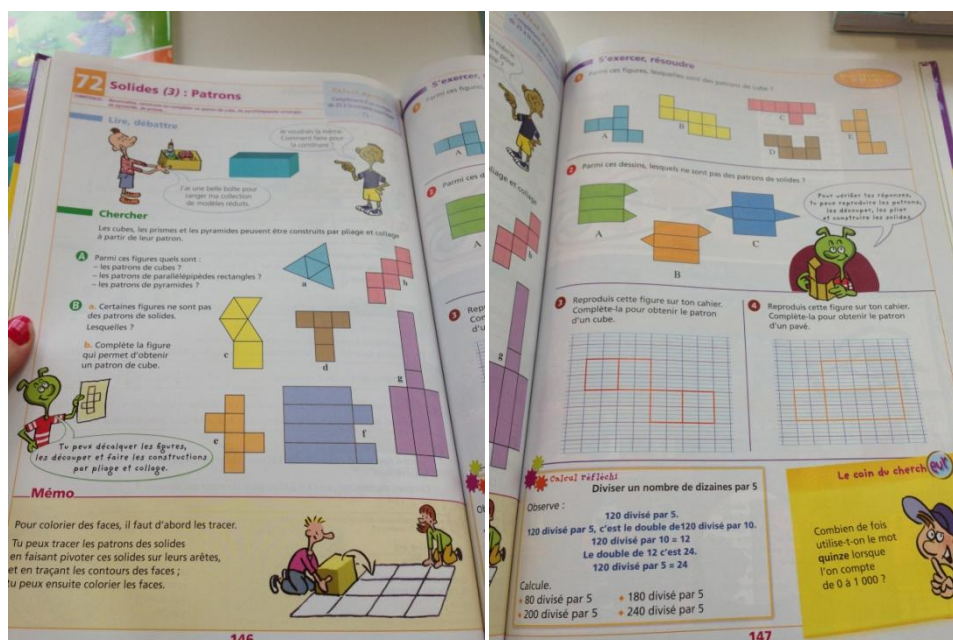 72 Solides (3) : Patrons
Lire, débattre
Je voudrais la même.
Comment faire pour
la construire ?
J'ai une belle boîte pour
ranger ma collection
de modèles réduits.
Chercher
Les cubes, les prismes et les pyramides peuvent être construits par pliage et collage
à partir de leur patron.
A Parmi ces figures quels sont :
– les patrons de cubes ?
– les patrons de parallélépipèdes rectangles ?
– les patrons de pyramides ?
a
b
B a. Certaines figures ne sont pas
des patrons de solides.
Lesquelles ?
b. Complète la figure
qui permet d'obtenir
un patron de cube.
c
d
g
e
f
Tu peux décalquer les figures,
les découper et faire les constructions
par pliage et collage.
Mémo
Pour colorier des faces, il faut d'abord les tracer.
Tu peux tracer les patrons des solides
en faisant pivoter ces solides sur leurs arêtes,
et en traçant les contours des faces ;
tu peux ensuite colorier les faces.
146
S'exercer, résoudre
1 Parmi ces figures, lesquelles sont des patrons de cube ?
A
B
C
D
E
2 Parmi ces dessins, lesquels ne sont pas des patrons de solides ?
A
B
C
Pour vérifier tes réponses,
tu peux reproduire les patrons,
les découper, les plier
et construire les solides.
3 Reproduis cette figure sur ton cahier.
Complète-la pour obtenir le patron
d'un cube.
4 Reproduis cette figure sur ton cahier.
Complète-la pour obtenir le patron
d'un pavé.
Calcul réfléchi
Diviser un nombre de dizaines par 5
Observe :
120 divisé par 5.
120 divisé par 5, c'est le double de120 divisé par 10.
120 divisé par 10 = 12
Le double de 12 c'est 24.
120 divisé par 5 = 24
Calcule.
80 divisé par 5
180 divisé par 5
200 divisé par 5
240 divisé par 5
Le coin du chercheur
Combien de fois
utilise-t-on le mot
quinze lorsque
l'on compte
de 0 à 1 000 ?
147